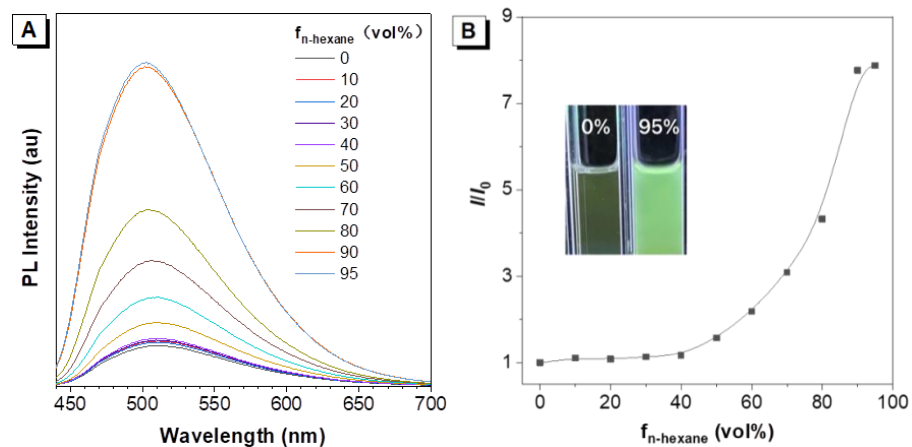 A
PL Intensity (au)
f n-hexane (vol%)
0
10
20
30
40
50
60
70
80
90
95
450 500 550 600 650 700
Wavelength (nm)
B
I/I0
9
7
5
3
1
0% 95%
0 20 40 60 80 100
f n-hexane (vol%)